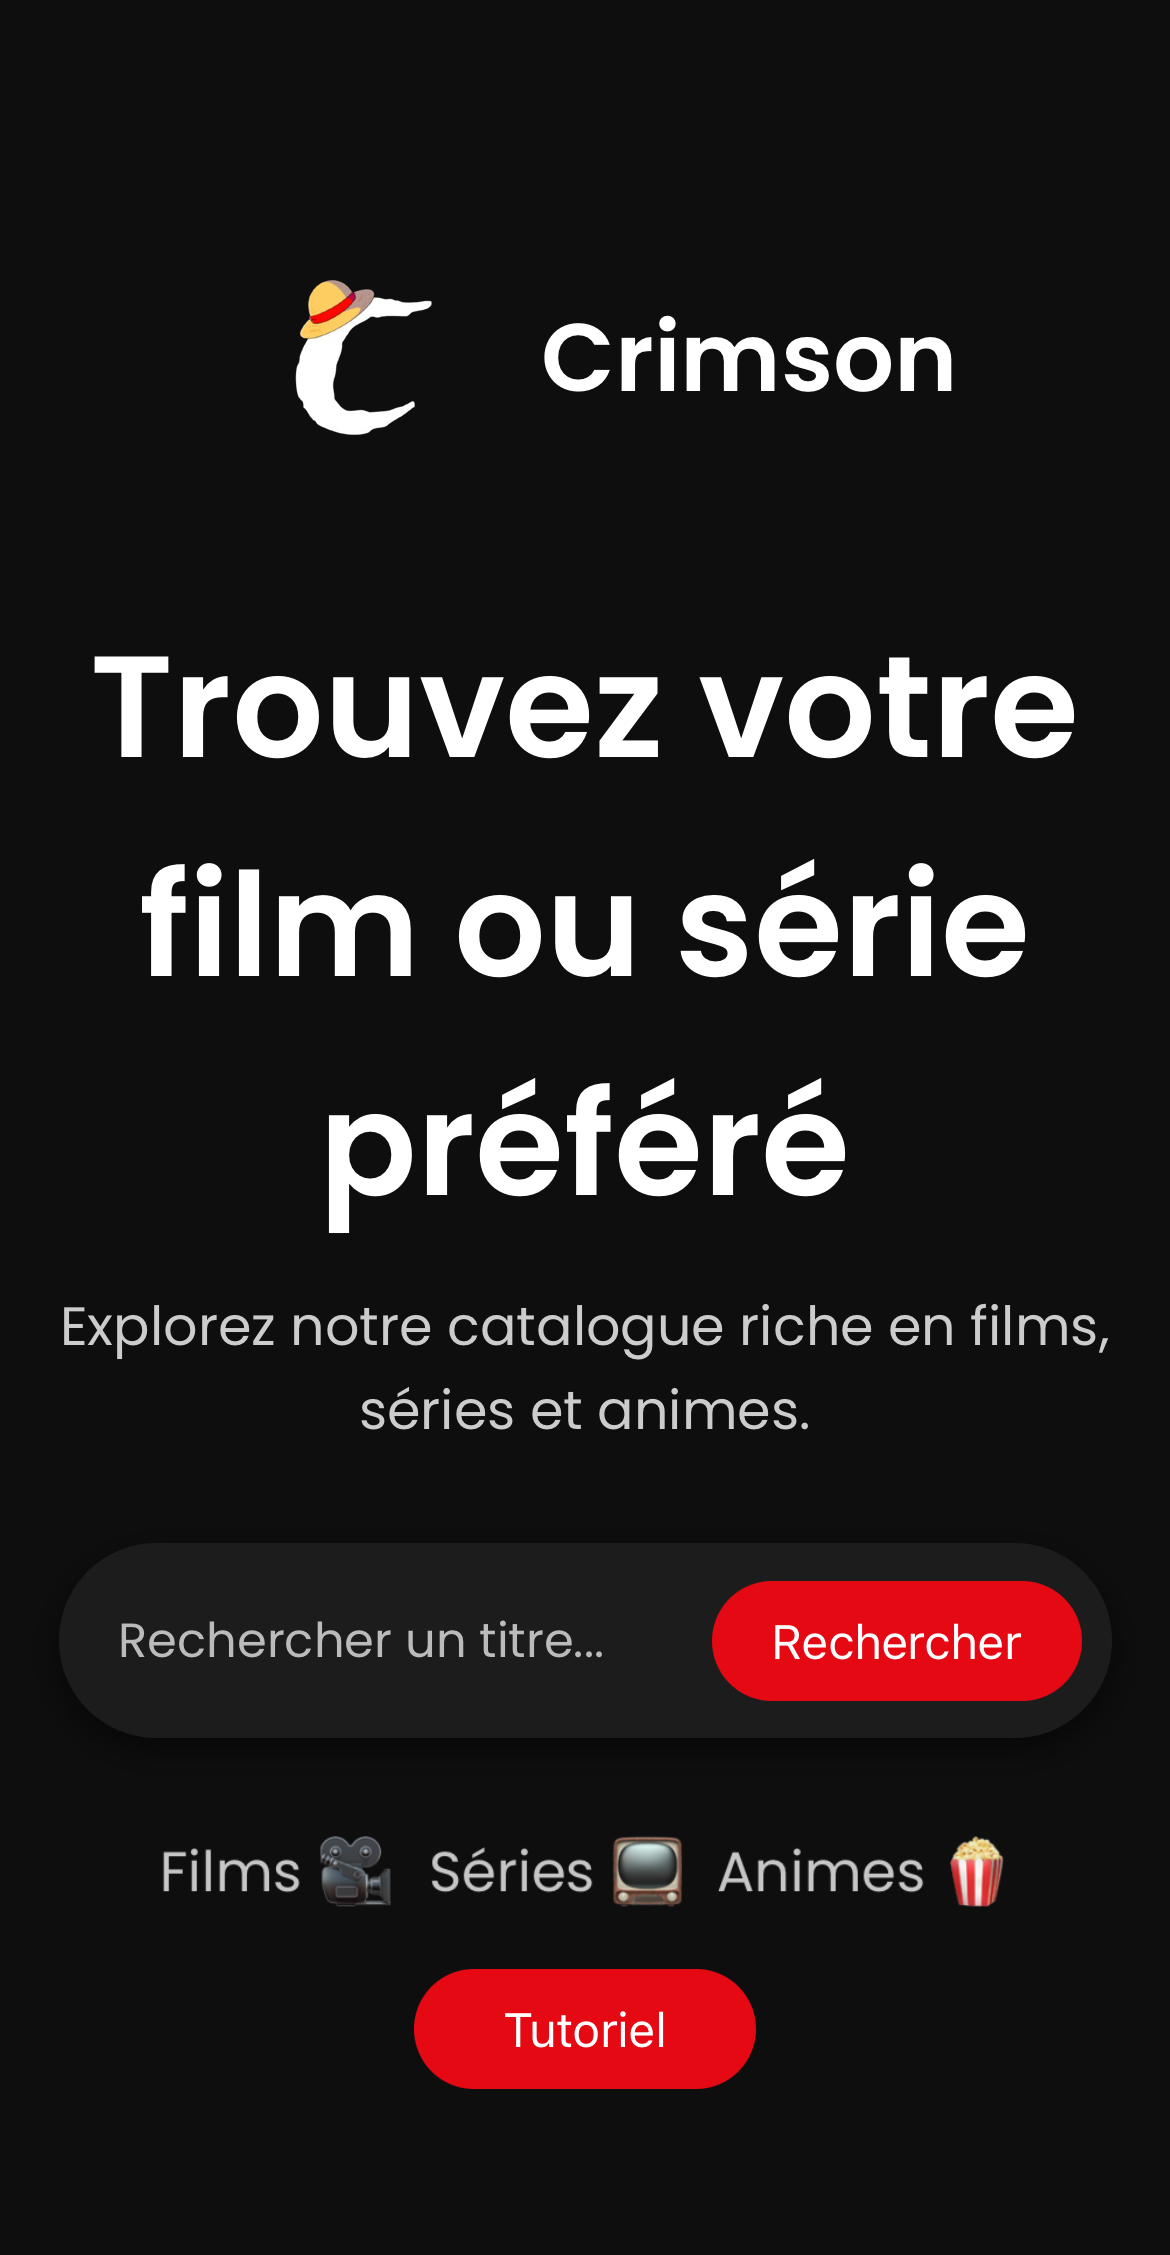 Crimson
Trouvez votre
film ou série
préféré
Explorez notre catalogue riche en films,
séries et animes.
Rechercher un titre... Rechercher
Films 🎥 Séries 📺 Animes 🍿
Tutoriel